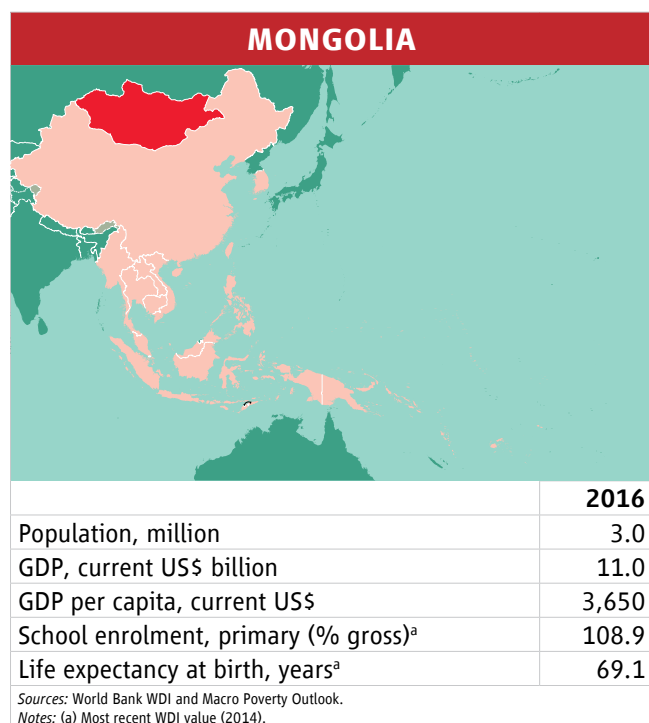 MONGOLIA
2016
Population, million 3.0
GDP, current US$ billion 11.0
GDP per capita, current US$ 3,650
School enrolment, primary (% gross)ᵃ 108.9
Life expectancy at birth, yearsᵃ 69.1
Sources: World Bank WDI and Macro Poverty Outlook.
Notes: (a) Most recent WDI value (2014).